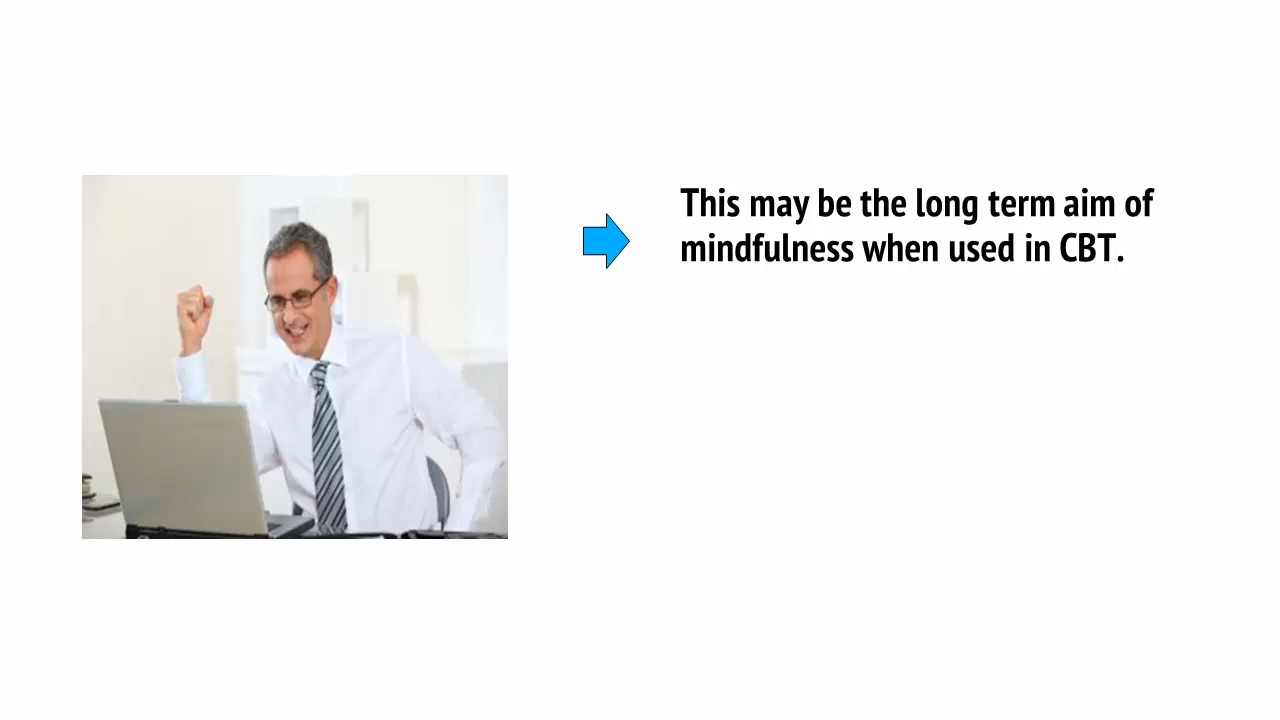 This may be the long term aim of
mindfulness when used in CBT.